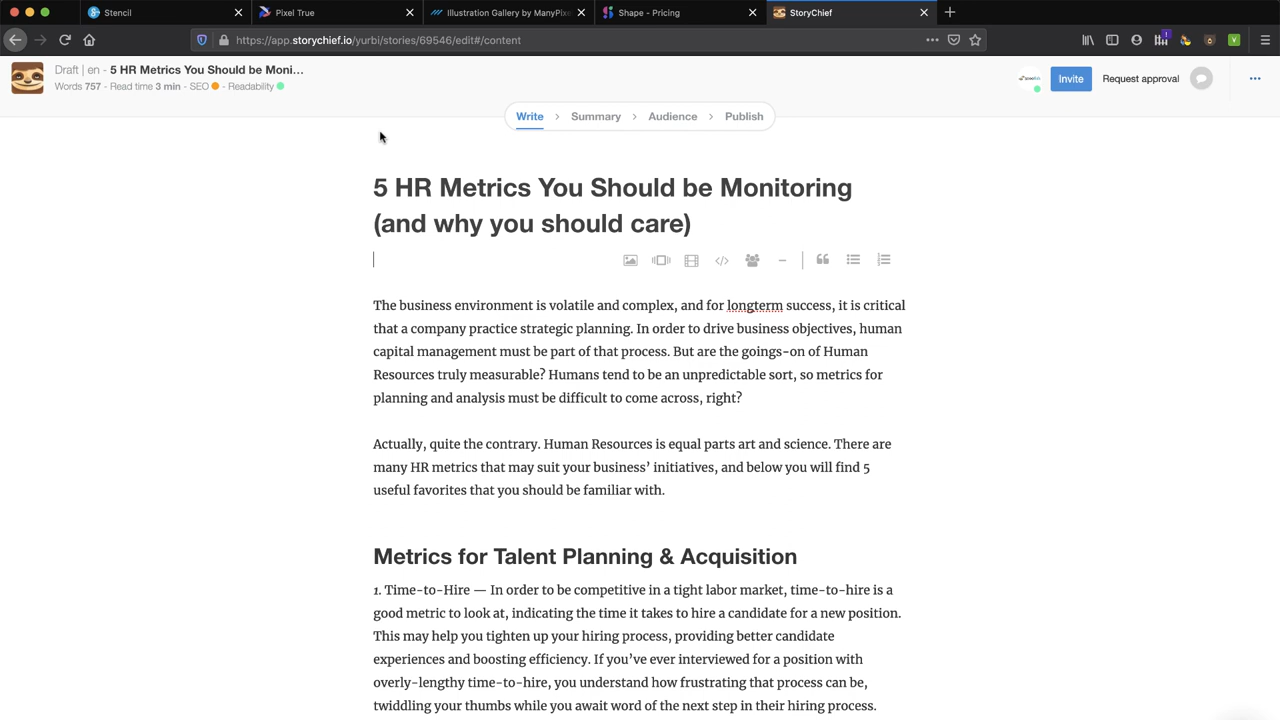 Stencil
Pixel True
Illustration Gallery by ManyPixe
Shape - Pricing
StoryChief
https://app.storychief.io/yurbi/stories/69546/edit#/content
Draft | en - 5 HR Metrics You Should be Moni...
Words 757 - Read time 3 min - SEO - Readability
Invite
Request approval
Write > Summary > Audience > Publish
5 HR Metrics You Should be Monitoring
(and why you should care)
The business environment is volatile and complex, and for longterm success, it is critical
that a company practice strategic planning. In order to drive business objectives, human
capital management must be part of that process. But are the goings-on of Human
Resources truly measurable? Humans tend to be an unpredictable sort, so metrics for
planning and analysis must be difficult to come across, right?
Actually, quite the contrary. Human Resources is equal parts art and science. There are
many HR metrics that may suit your business’ initiatives, and below you will find 5
useful favorites that you should be familiar with.
Metrics for Talent Planning & Acquisition
1. Time-to-Hire — In order to be competitive in a tight labor market, time-to-hire is a
good metric to look at, indicating the time it takes to hire a candidate for a new position.
This may help you tighten up your hiring process, providing better candidate
experiences and boosting efficiency. If you’ve ever interviewed for a position with
overly-lengthy time-to-hire, you understand how frustrating that process can be,
twiddling your thumbs while you await word of the next step in their hiring process.